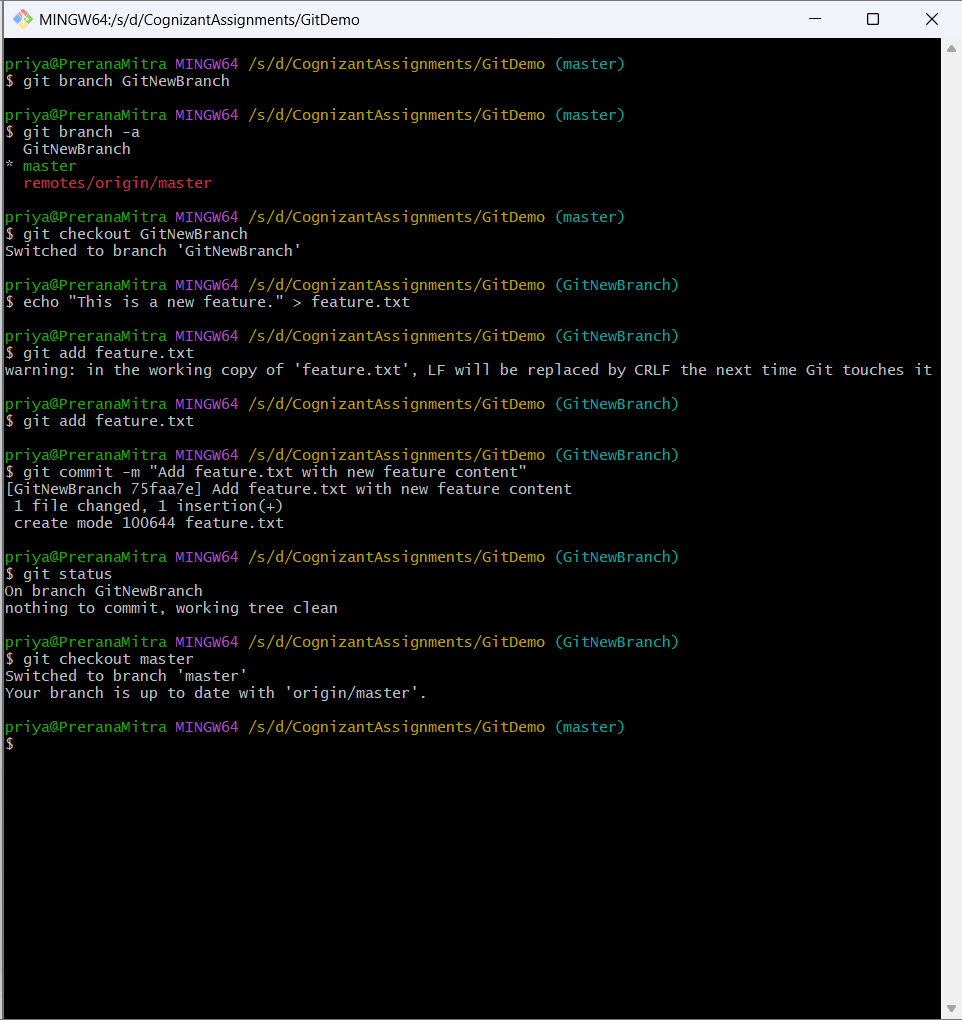 MINGW64:/s/d/CognizantAssignments/GitDemo
priya@PreranaMitra MINGW64 /s/d/CognizantAssignments/GitDemo (master)
$ git branch GitNewBranch
priya@PreranaMitra MINGW64 /s/d/CognizantAssignments/GitDemo (master)
$ git branch -a
  GitNewBranch
* master
  remotes/origin/master
priya@PreranaMitra MINGW64 /s/d/CognizantAssignments/GitDemo (master)
$ git checkout GitNewBranch
Switched to branch 'GitNewBranch'
priya@PreranaMitra MINGW64 /s/d/CognizantAssignments/GitDemo (GitNewBranch)
$ echo "This is a new feature." > feature.txt
priya@PreranaMitra MINGW64 /s/d/CognizantAssignments/GitDemo (GitNewBranch)
$ git add feature.txt
warning: in the working copy of 'feature.txt', LF will be replaced by CRLF the next time Git touches it
priya@PreranaMitra MINGW64 /s/d/CognizantAssignments/GitDemo (GitNewBranch)
$ git add feature.txt
priya@PreranaMitra MINGW64 /s/d/CognizantAssignments/GitDemo (GitNewBranch)
$ git commit -m "Add feature.txt with new feature content"
[GitNewBranch 75faa7e] Add feature.txt with new feature content
 1 file changed, 1 insertion(+)
 create mode 100644 feature.txt
priya@PreranaMitra MINGW64 /s/d/CognizantAssignments/GitDemo (GitNewBranch)
$ git status
On branch GitNewBranch
nothing to commit, working tree clean
priya@PreranaMitra MINGW64 /s/d/CognizantAssignments/GitDemo (GitNewBranch)
$ git checkout master
Switched to branch 'master'
Your branch is up to date with 'origin/master'.
priya@PreranaMitra MINGW64 /s/d/CognizantAssignments/GitDemo (master)
$